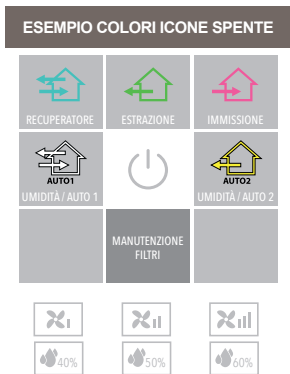 ESEMPIO COLORI ICONE SPENTE
RECUPERATORE
ESTRAZIONE
IMMISSIONE
AUTO1
UMIDITÀ / AUTO 1
AUTO2
UMIDITÀ / AUTO 2
MANUTENZIONE
FILTRI
40%
50%
60%